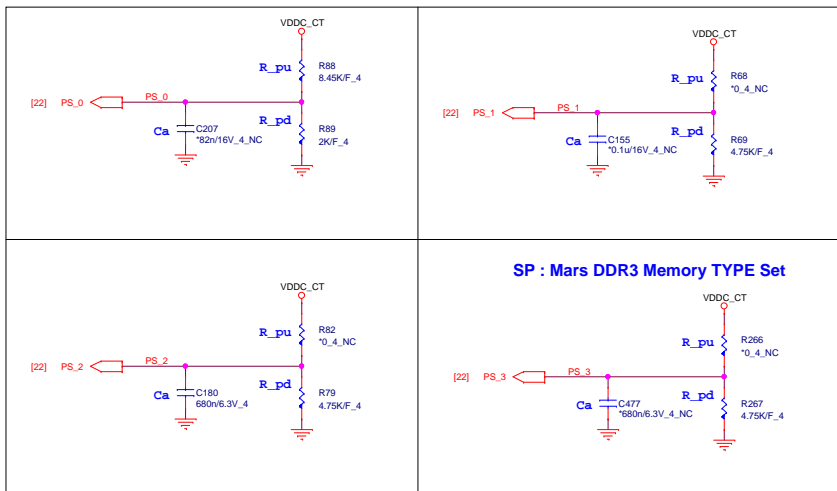 VDDC_CT
R_pu
R88
8.45K/F_4
[22]
PS_0
PS_0
Ca
C207
*82n/16V_4_NC
R_pd
R89
2K/F_4
VDDC_CT
R_pu
R68
*0_4_NC
[22]
PS_1
PS_1
Ca
C155
*0.1u/16V_4_NC
R_pd
R69
4.75K/F_4
VDDC_CT
R_pu
R82
*0_4_NC
[22]
PS_2
PS_2
Ca
C180
680n/6.3V_4
R_pd
R79
4.75K/F_4
SP : Mars DDR3 Memory TYPE Set
VDDC_CT
R_pu
R266
*0_4_NC
[22]
PS_3
PS_3
Ca
C477
*680n/6.3V_4_NC
R_pd
R267
4.75K/F_4